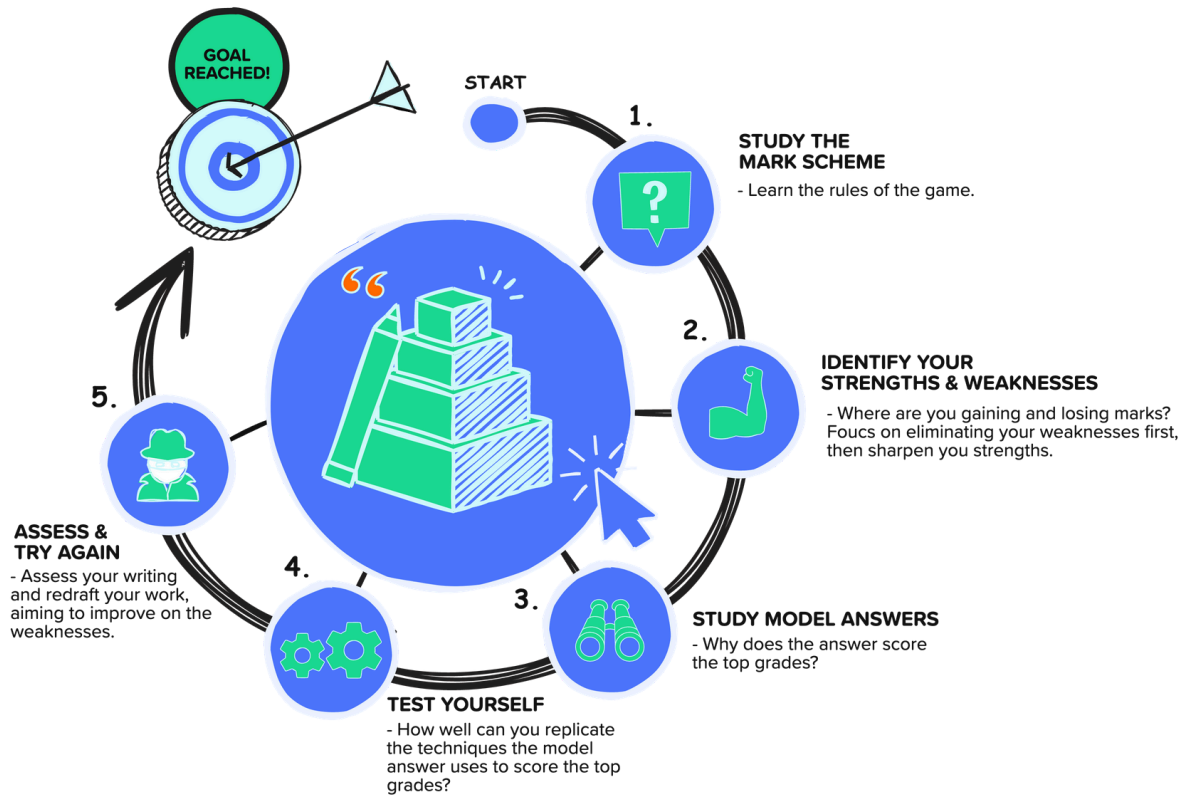 GOAL
REACHED!
START
1.
STUDY THE
MARK SCHEME
- Learn the rules of the game.
2.
IDENTIFY YOUR
STRENGTHS & WEAKNESSES
- Where are you gaining and losing marks?
Foucs on eliminating your weaknesses first,
then sharpen you strengths.
3.
STUDY MODEL ANSWERS
- Why does the answer score
the top grades?
4.
TEST YOURSELF
- How well can you replicate
the techniques the model
answer uses to score the top
grades?
5.
ASSESS &
TRY AGAIN
- Assess your writing
and redraft your work,
aiming to improve on the
weaknesses.